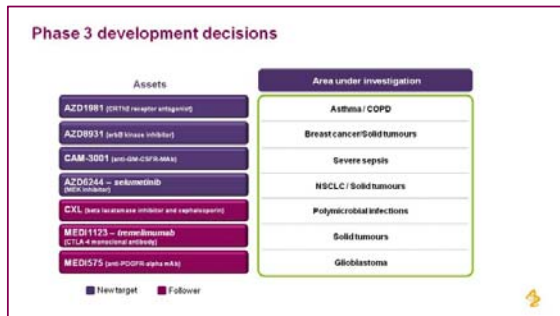 Phase 3 development decisions
Assets
Area under investigation
AZD1981 (CRTh2 receptor antagonist)
Asthma / COPD
AZD8931 (erbB kinase inhibitor)
Breast cancer/Solid tumours
CAM-3001 (anti-GM-CSFR-MAb)
Severe sepsis
AZD6244 – selumetinib
(MEK inhibitor)
NSCLC / Solid tumours
CXL (beta lactamase inhibitor and cephalosporin)
Polymicrobial infections
MEDI1123 – tremelimumab
(CTLA-4 monoclonal antibody)
Solid tumours
MEDI575 (anti-PDGFR-alpha mAb)
Glioblastoma
New target
Follower